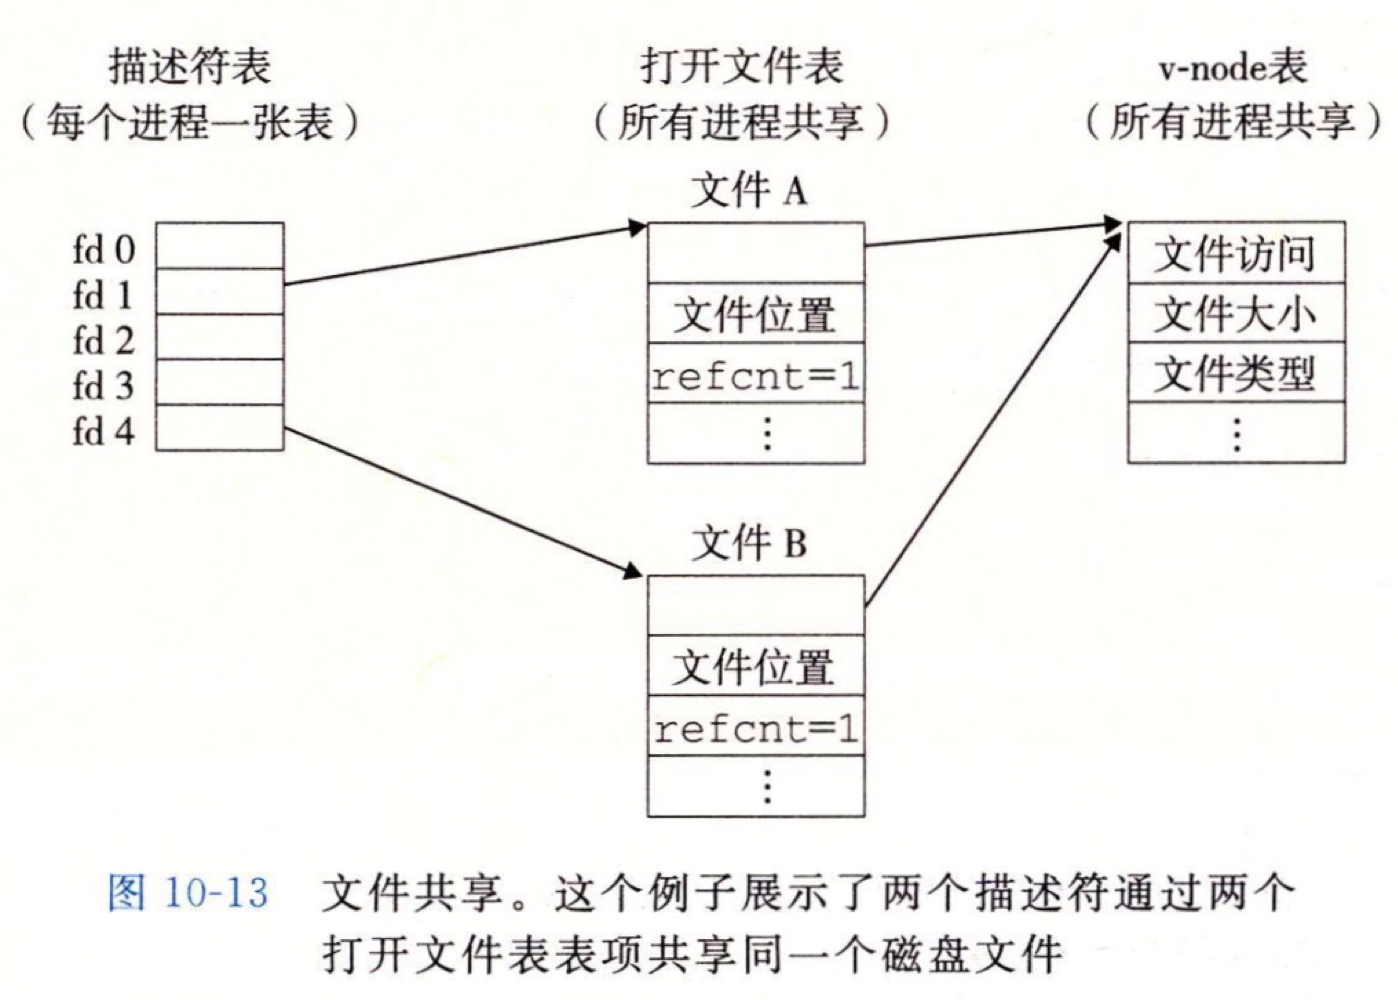 描述符表
(每个进程一张表)
打开文件表
(所有进程共享)
v-node表
(所有进程共享)
文件 A
fd 0
fd 1
fd 2
fd 3
fd 4
文件位置
refcnt=1
⋮
文件访问
文件大小
文件类型
⋮
文件 B
文件位置
refcnt=1
⋮
图 10-13 文件共享。这个例子展示了两个描述符通过两个
打开文件表表项共享同一个磁盘文件